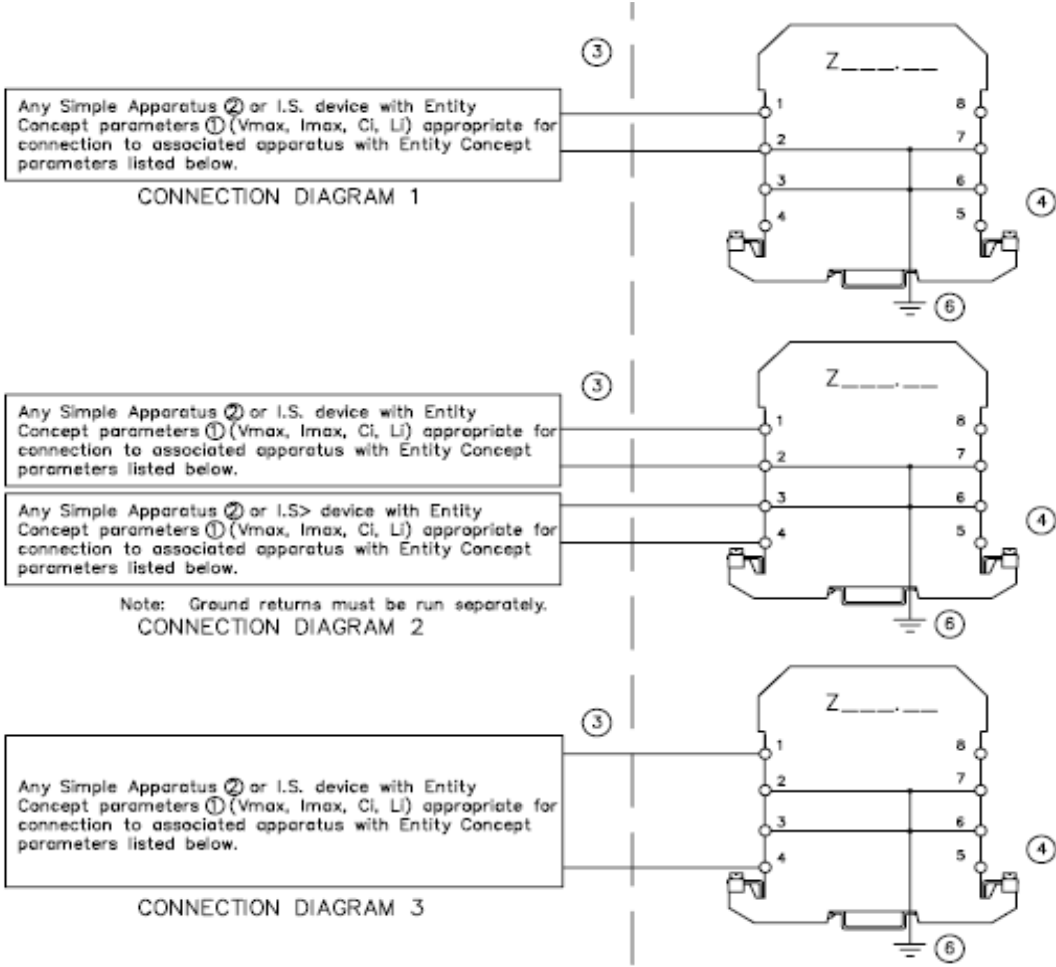 ③
Z___.__
Any Simple Apparatus ② or I.S. device with Entity
Concept parameters ① (Vmax, Imax, Ci, Li) appropriate for
connection to associated apparatus with Entity Concept
parameters listed below.
1
2
3
4
8
7
6
5
④
⑥
CONNECTION DIAGRAM 1
③
Z___.__
Any Simple Apparatus ② or I.S. device with Entity
Concept parameters ① (Vmax, Imax, Ci, Li) appropriate for
connection to associated apparatus with Entity Concept
parameters listed below.
Any Simple Apparatus ② or I.S> device with Entity
Concept parameters ① (Vmax, Imax, Ci, Li) appropriate for
connection to associated apparatus with Entity Concept
parameters listed below.
1
2
3
4
8
7
6
5
④
⑥
Note: Ground returns must be run separately.
CONNECTION DIAGRAM 2
③
Z___.__
Any Simple Apparatus ② or I.S. device with Entity
Concept parameters ① (Vmax, Imax, Ci, Li) appropriate for
connection to associated apparatus with Entity Concept
parameters listed below.
1
2
3
4
8
7
6
5
④
⑥
CONNECTION DIAGRAM 3